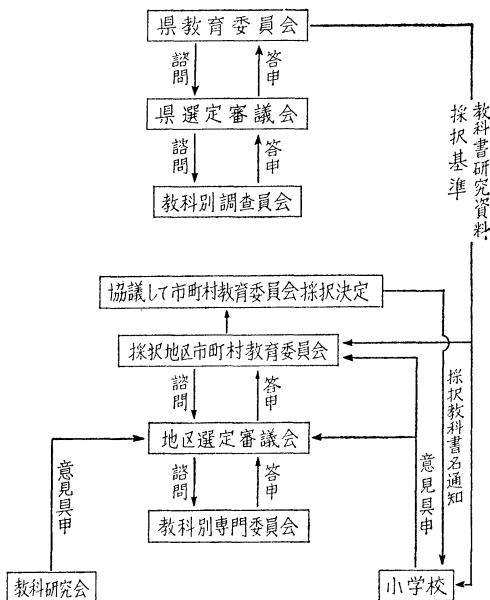 県教育委員会
諮問
答申
県選定審議会
諮問
答申
教科別調査員会
教科書研究資料,
採択基準
協議して市町村教育委員会採択決定
採択地区市町村教育委員会
諮問
答申
地区選定審議会
諮問
答申
教科別専門委員会
意見具申
意見具申
採択教科書名通知
教科研究会
小学校